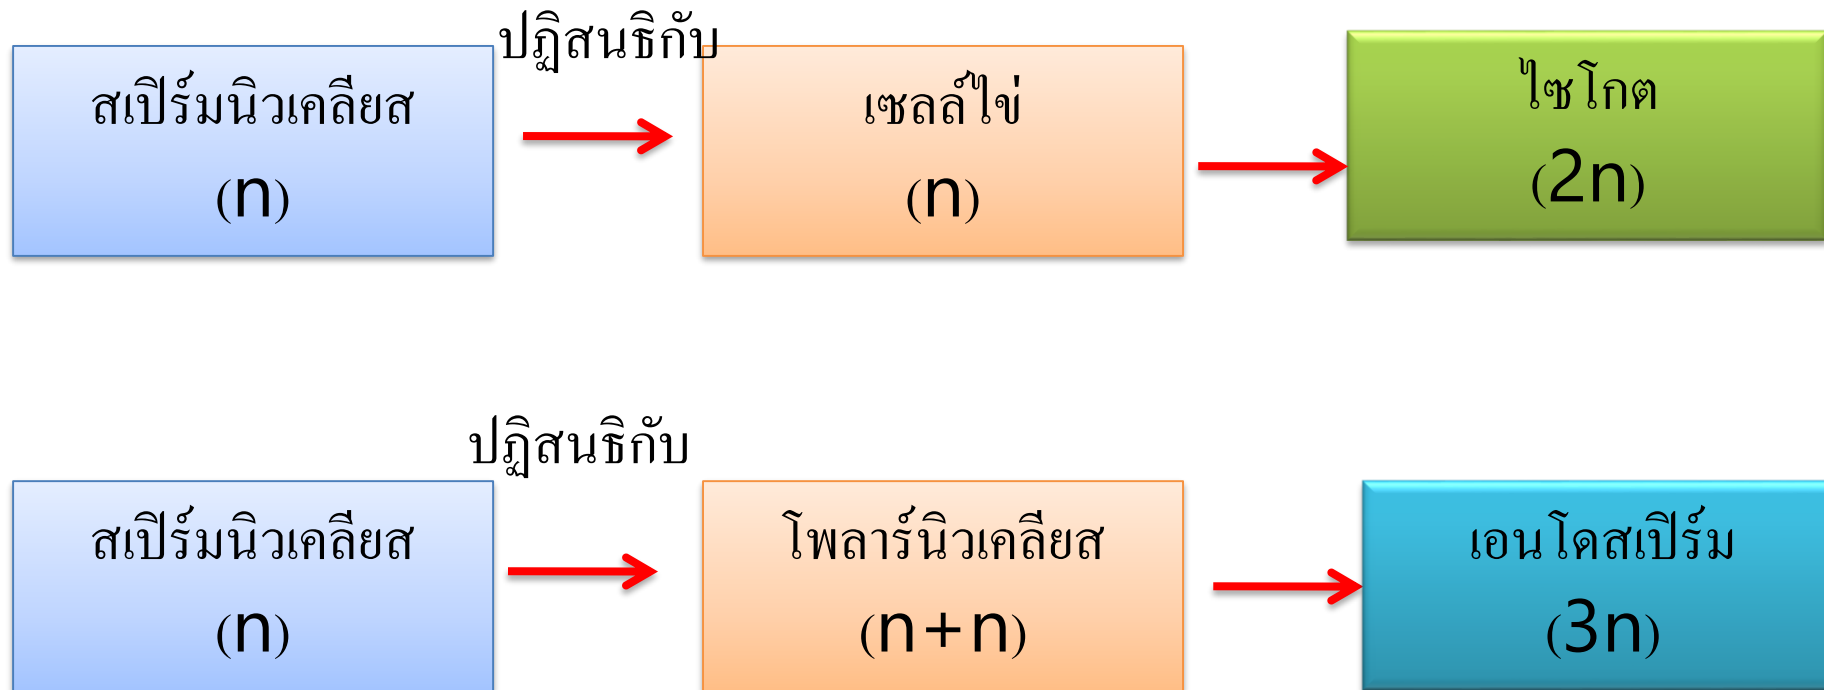 ปฏิสนธิกับ
สเปิร์มนิวเคลียส
(n)
เซลล์ไข่
(n)
ไซโกต
(2n)
ปฏิสนธิกับ
สเปิร์มนิวเคลียส
(n)
โพลาร์นิวเคลียส
(n+n)
เอนโดสเปิร์ม
(3n)